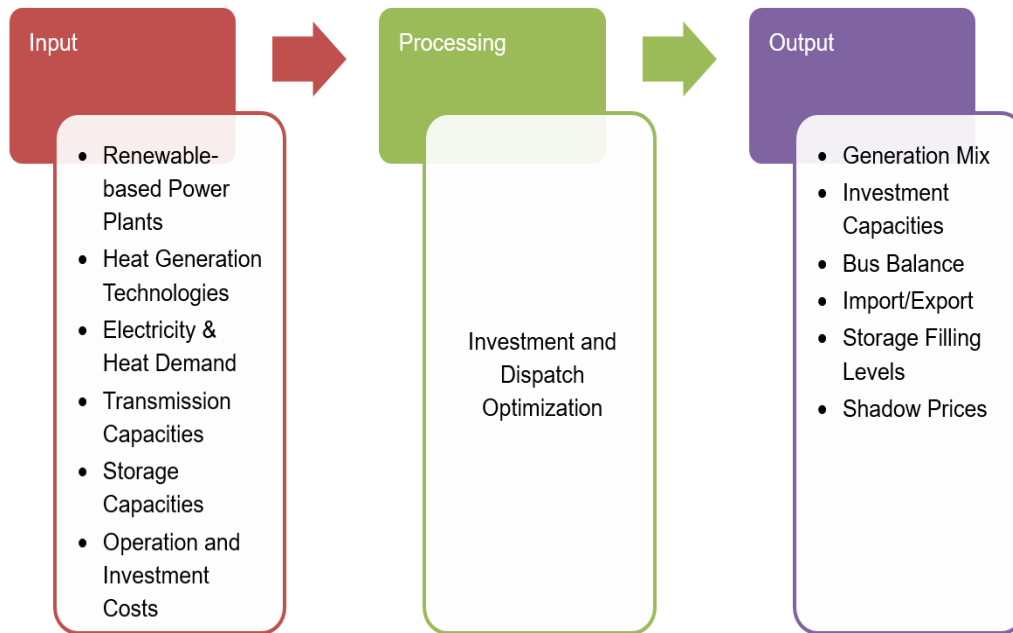 Input
Processing
Output
• Renewable-
based Power
Plants
• Heat Generation
Technologies
• Electricity &
Heat Demand
• Transmission
Capacities
• Storage
Capacities
• Operation and
Investment
Costs
Investment and
Dispatch
Optimization
• Generation Mix
• Investment
Capacities
• Bus Balance
• Import/Export
• Storage Filling
Levels
• Shadow Prices